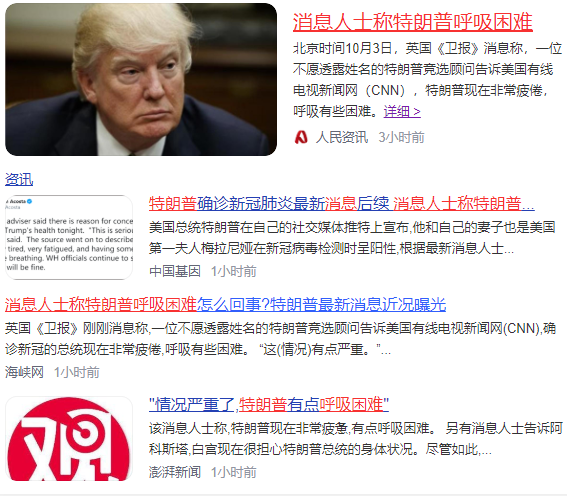 消息人士称特朗普呼吸困难
北京时间10月3日，英国《卫报》消息称，一位
不愿透露姓名的特朗普竞选顾问告诉美国有线
电视新闻网（CNN），特朗普现在非常疲倦，
呼吸有些困难。详细 >
人民资讯 3小时前
资讯
Acosta
Acosta
adviser said there is reason for conce
Trump's health tonight. "This is seriou
said. The source went on to describe
tired, very fatigued, and having som
breathing. WH officials continue to s
will be fine.
特朗普确诊新冠肺炎最新消息后续 消息人士称特朗普...
美国总统特朗普在自己的社交媒体推特上宣布,他和自己的妻子也是美国
第一夫人梅拉尼娅在新冠病毒检测时呈阳性,根据最新消息人士...
中国基因 1小时前
消息人士称特朗普呼吸困难怎么回事?特朗普最新消息近况曝光
英国《卫报》刚刚消息称,一位不愿透露姓名的特朗普竞选顾问告诉美国有线电视新闻网(CNN),确
诊新冠的总统现在非常疲倦,呼吸有些困难。 “这(情况)有点严重。”...
海峡网 1小时前
观
"情况严重了,特朗普有点呼吸困难"
该消息人士称,特朗普现在非常疲惫,有点呼吸困难。 另有消息人士告诉阿
科斯塔,白宫现在很担心特朗普总统的身体状况。尽管如此,...
澎湃新闻 1小时前